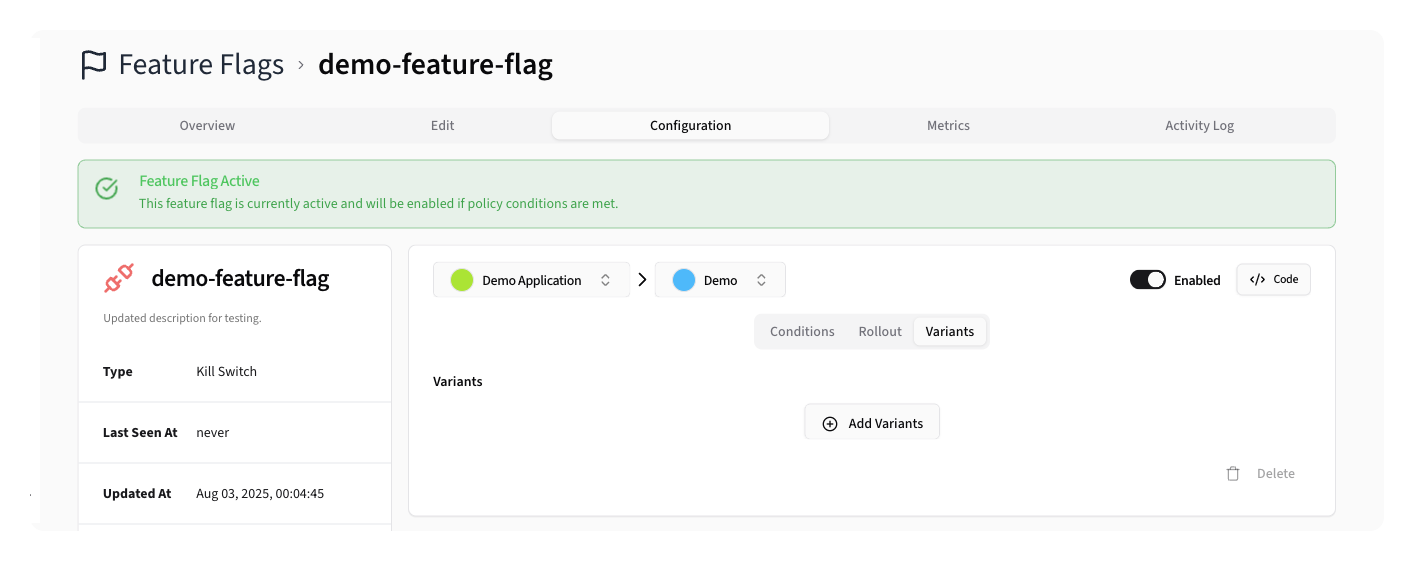 Feature Flags › demo-feature-flag
Overview Edit Configuration Metrics Activity Log
Feature Flag Active
This feature flag is currently active and will be enabled if policy conditions are met.
demo-feature-flag
Updated description for testing.
Type Kill Switch
Last Seen At never
Updated At Aug 03, 2025, 00:04:45
Demo Application Demo Enabled </> Code
Conditions Rollout Variants
Variants
Add Variants
Delete